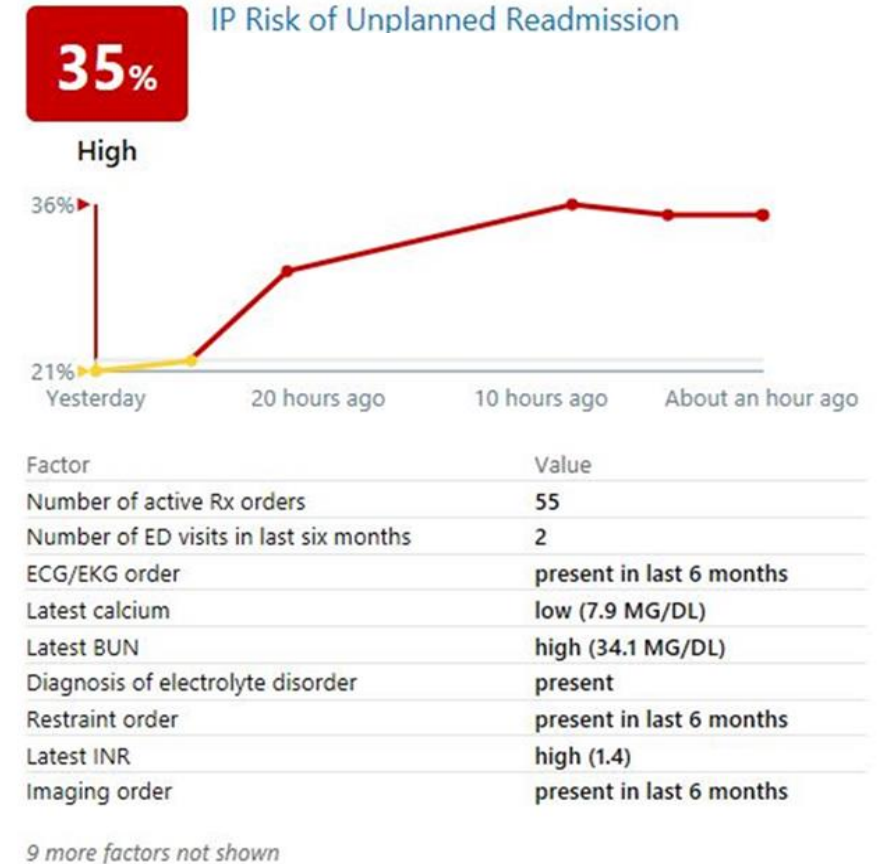 IP Risk of Unplanned Readmission
35%
High
36%
21%
Yesterday 20 hours ago 10 hours ago About an hour ago
Factor Value
Number of active Rx orders 55
Number of ED visits in last six months 2
ECG/EKG order present in last 6 months
Latest calcium low (7.9 MG/DL)
Latest BUN high (34.1 MG/DL)
Diagnosis of electrolyte disorder present
Restraint order present in last 6 months
Latest INR high (1.4)
Imaging order present in last 6 months
9 more factors not shown